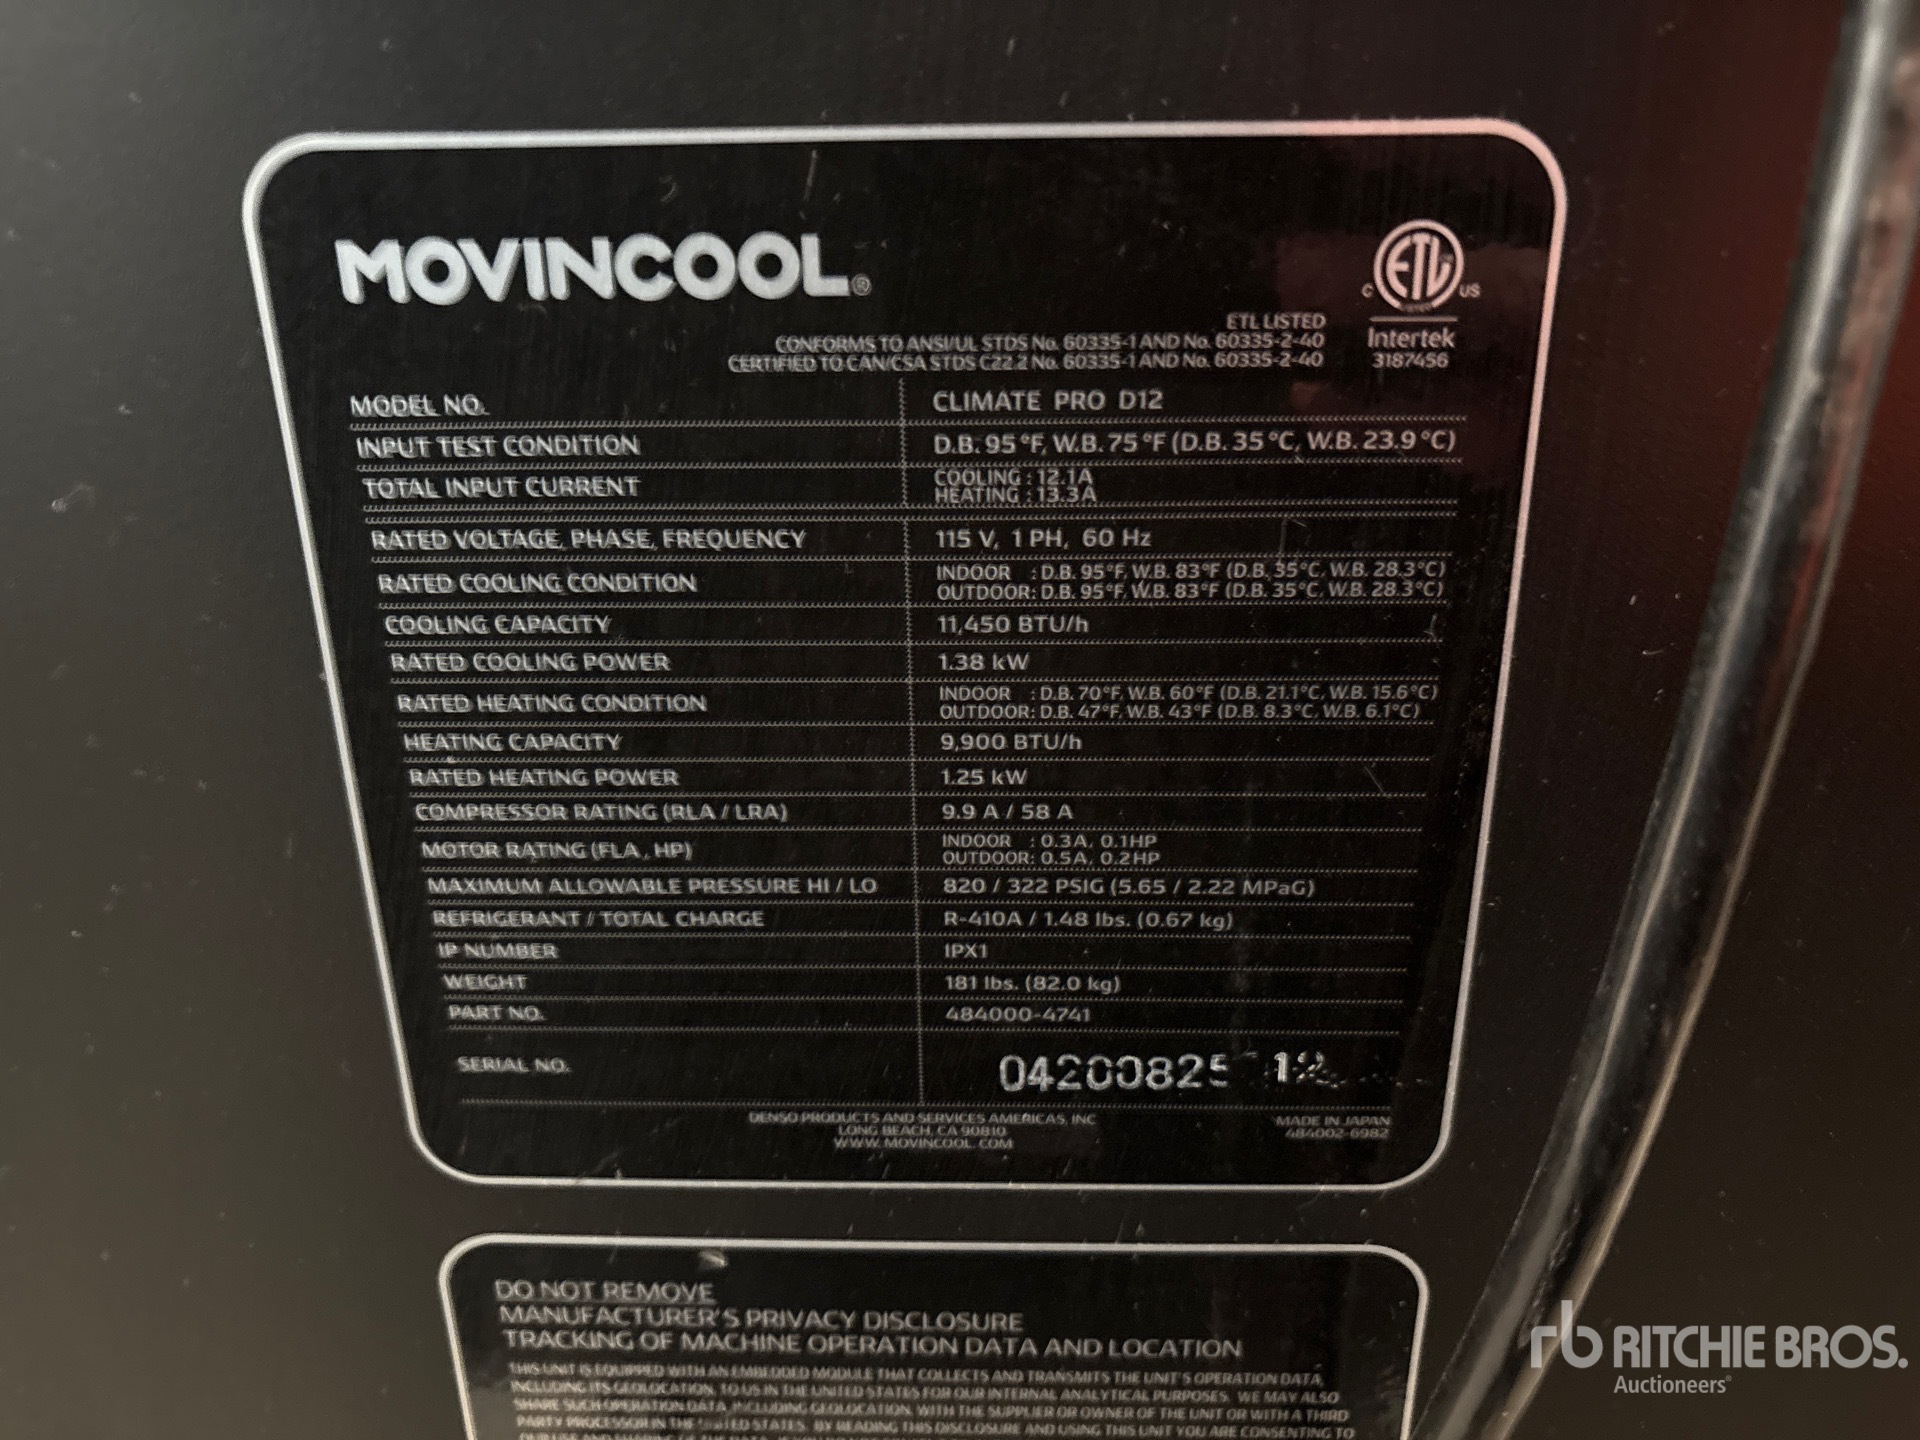 MOVINCOOL®
C ETL US
ETL LISTED
Intertek
3187456
CONFORMS TO ANSI/UL STDS No. 60335-1 AND No. 60335-2-40
CERTIFIED TO CAN/CSA STDS C22.2 No. 60335-1 AND No. 60335-2-40
MODEL NO. CLIMATE PRO D12
INPUT TEST CONDITION D.B. 95 °F, W.B. 75 °F (D.B. 35 °C, W.B. 23.9 °C)
TOTAL INPUT CURRENT COOLING : 12.1A
HEATING : 13.3A
RATED VOLTAGE, PHASE, FREQUENCY 115 V, 1 PH, 60 Hz
RATED COOLING CONDITION INDOOR : D.B. 95°F, W.B. 83°F (D.B. 35°C, W.B. 28.3°C)
OUTDOOR: D.B. 95°F, W.B. 83°F (D.B. 35°C, W.B. 28.3°C)
COOLING CAPACITY 11,450 BTU/h
RATED COOLING POWER 1.38 kW
RATED HEATING CONDITION INDOOR : D.B. 70°F, W.B. 60°F (D.B. 21.1°C, W.B. 15.6°C)
OUTDOOR: D.B. 47°F, W.B. 43°F (D.B. 8.3°C, W.B. 6.1°C)
HEATING CAPACITY 9,900 BTU/h
RATED HEATING POWER 1.25 kW
COMPRESSOR RATING (RLA / LRA) 9.9 A / 58 A
MOTOR RATING (FLA , HP) INDOOR : 0.3A, 0.1HP
OUTDOOR: 0.5A, 0.2HP
MAXIMUM ALLOWABLE PRESSURE HI / LO 820 / 322 PSIG (5.65 / 2.22 MPaG)
REFRIGERANT / TOTAL CHARGE R-410A / 1.48 lbs. (0.67 kg)
IP NUMBER IPX1
WEIGHT 181 lbs. (82.0 kg)
PART NO. 484000-4741
SERIAL NO.
DENSO PRODUCTS AND SERVICES AMERICAS, INC
LONG BEACH, CA 90810
WWW. MOVINCOOL. COM
MADE IN JAPAN
484002-6982
DO NOT REMOVE
MANUFACTURER'S PRIVACY DISCLOSURE
TRACKING OF MACHINE OPERATION DATA AND LOCATION
THIS UNIT IS EQUIPPED WITH AN EMBEDDED MODULE THAT COLLECTS AND TRANSMITS THE UNIT'S OPERATION DATA,
INCLUDING ITS GEOLOCATION, TO US IN THE UNITED STATES FOR OUR INTERNAL ANALYTICAL PURPOSES. WE MAY ALSO
SHARE SUCH OPERATION DATA, INCLUDING GEOLOCATION, WITH THE SUPPLIER OR OWNER OF THE UNIT OR WITH A THIRD
PARTY PROCESSOR IN THE UNITED STATES. BY READING THIS DISCLOSURE AND USING THIS UNIT YOU ARE CONSENTING TO
rb RITCHIE BROS.
Auctioneers®